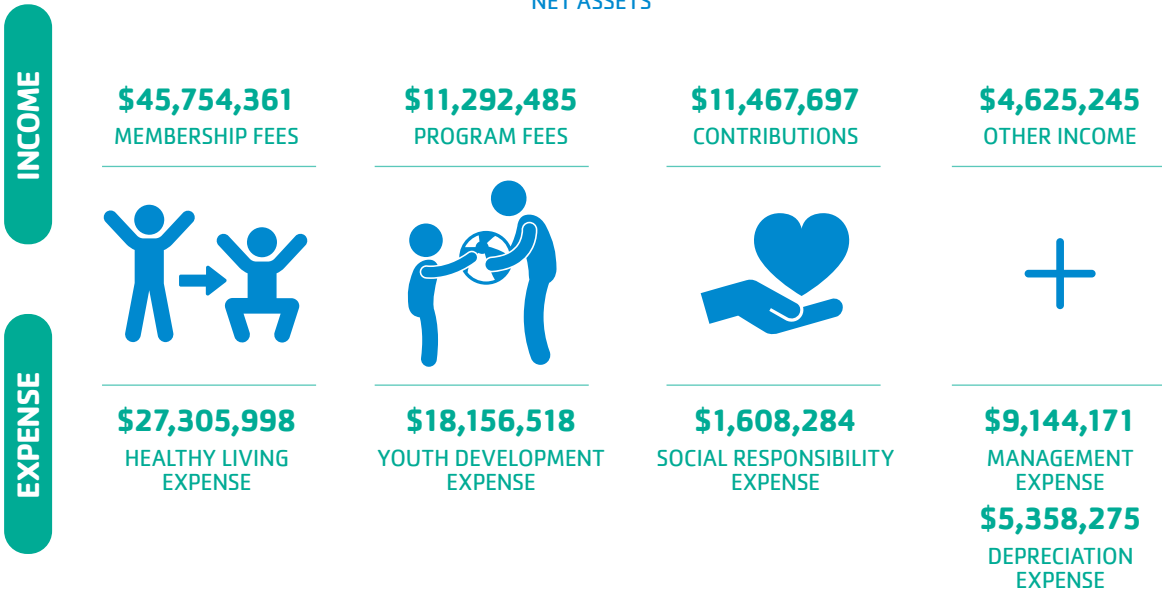 NET ASSETS
INCOME
$45,754,361
MEMBERSHIP FEES
$11,292,485
PROGRAM FEES
$11,467,697
CONTRIBUTIONS
$4,625,245
OTHER INCOME
EXPENSE
$27,305,998
HEALTHY LIVING
EXPENSE
$18,156,518
YOUTH DEVELOPMENT
EXPENSE
$1,608,284
SOCIAL RESPONSIBILITY
EXPENSE
$9,144,171
MANAGEMENT
EXPENSE
$5,358,275
DEPRECIATION
EXPENSE